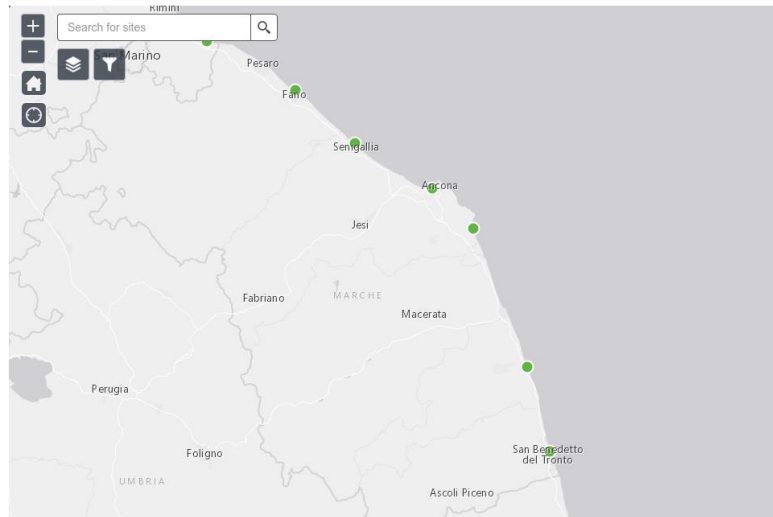 Rimini
+
Search for sites
−
San Marino
Pesaro
Fano
Senigallia
Ancona
Jesi
Fabriano
MARCHE
Macerata
Perugia
Foligno
San Benedetto
del Tronto
UMBRIA
Ascoli Piceno